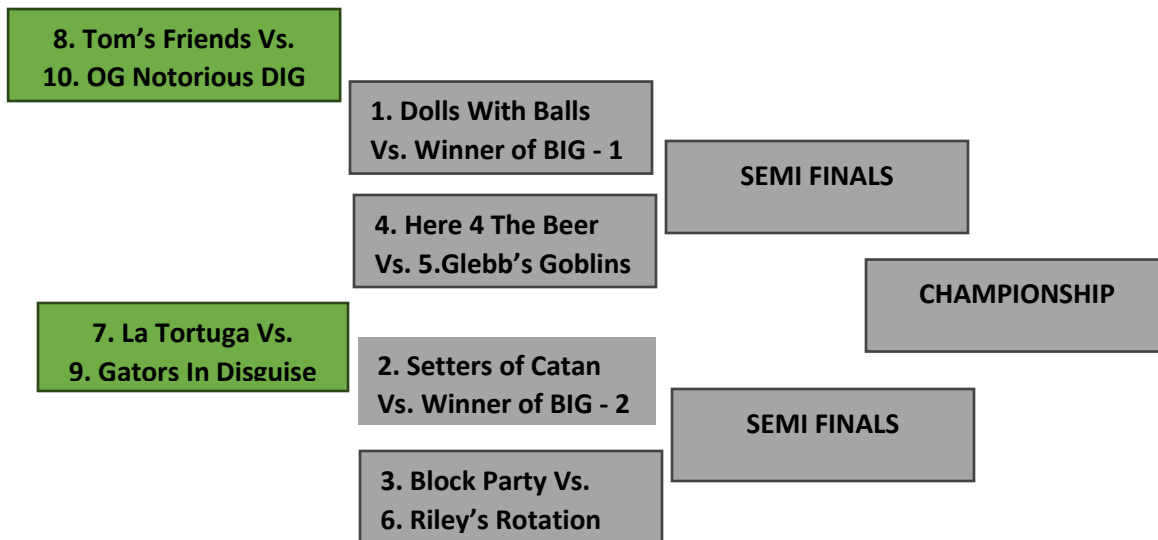 8. Tom’s Friends Vs.
10. OG Notorious DIG
1. Dolls With Balls
Vs. Winner of BIG - 1
SEMI FINALS
4. Here 4 The Beer
Vs. 5.Glebb’s Goblins
CHAMPIONSHIP
7. La Tortuga Vs.
9. Gators In Disguise
2. Setters of Catan
Vs. Winner of BIG - 2
SEMI FINALS
3. Block Party Vs.
6. Riley’s Rotation